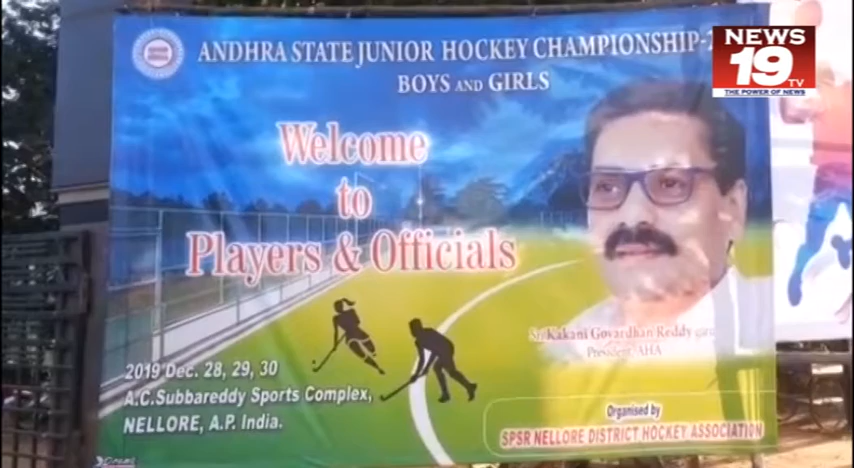 ANDHRA STATE JUNIOR HOCKEY CHAMPIONSHIP-
BOYS AND GIRLS
NEWS
19
TV
THE POWER OF NEWS
Welcome
to
Players & Officials
Sri Kakani Govardhan Reddy garu
President, AHA
2019 Dec. 28, 29, 30
A.C.Subbareddy Sports Complex,
NELLORE, A.P. India.
Organised by
SPSR NELLORE DISTRICT HOCKEY ASSOCIATION